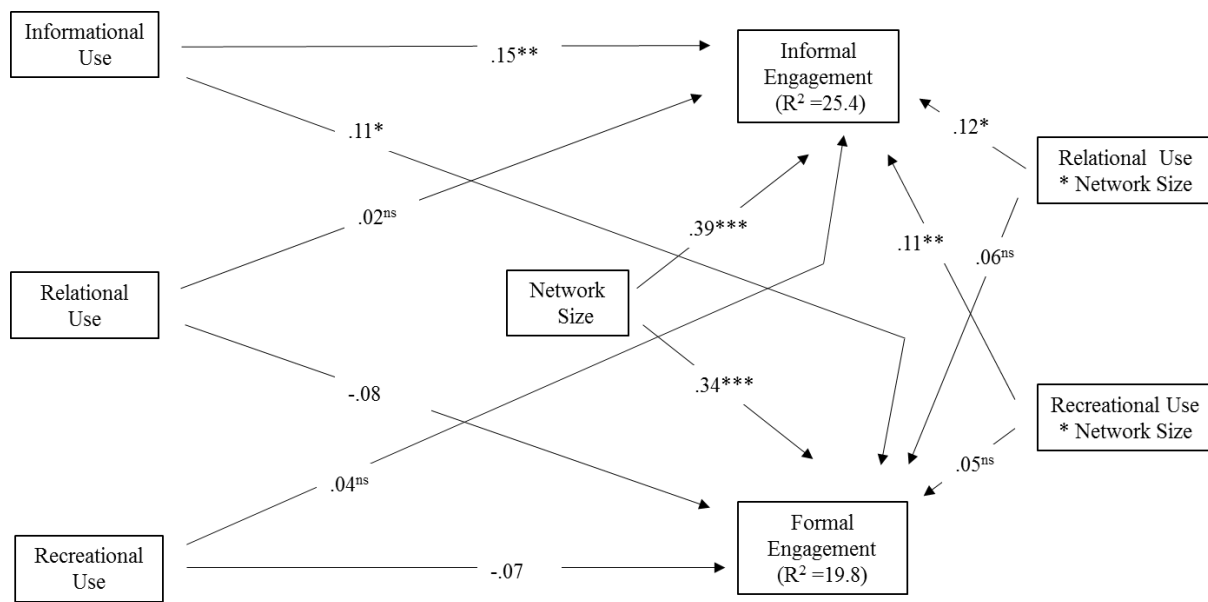 Informational
Use
.15**
Informal
Engagement
(R² =25.4)
.11*
.12*
Relational Use
* Network Size
.02ns
.39***
.11**
.06ns
Relational
Use
Network
Size
-.08
.34***
Recreational Use
* Network Size
.04ns
.05ns
Formal
Engagement
(R² =19.8)
Recreational
Use
-.07